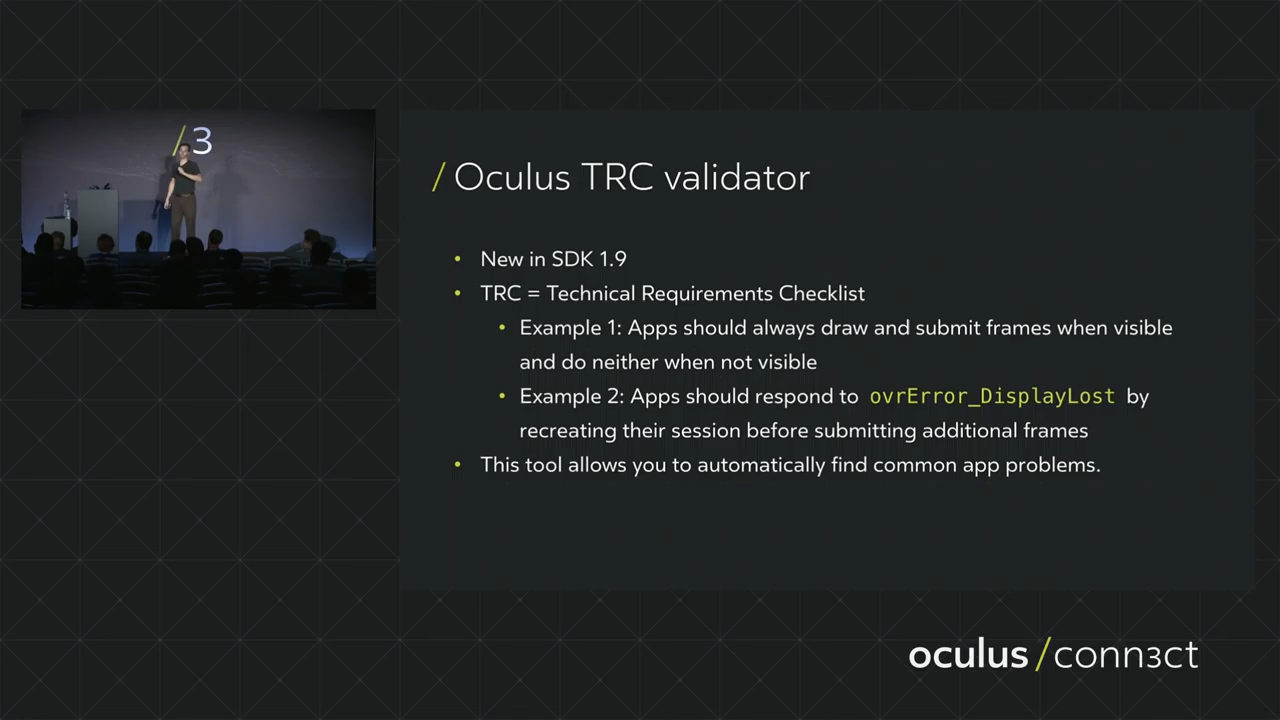 /3
/ Oculus TRC validator
• New in SDK 1.9
• TRC = Technical Requirements Checklist
• Example 1: Apps should always draw and submit frames when visible
and do neither when not visible
• Example 2: Apps should respond to ovrError_DisplayLost by
recreating their session before submitting additional frames
• This tool allows you to automatically find common app problems.
oculus/conn3ct